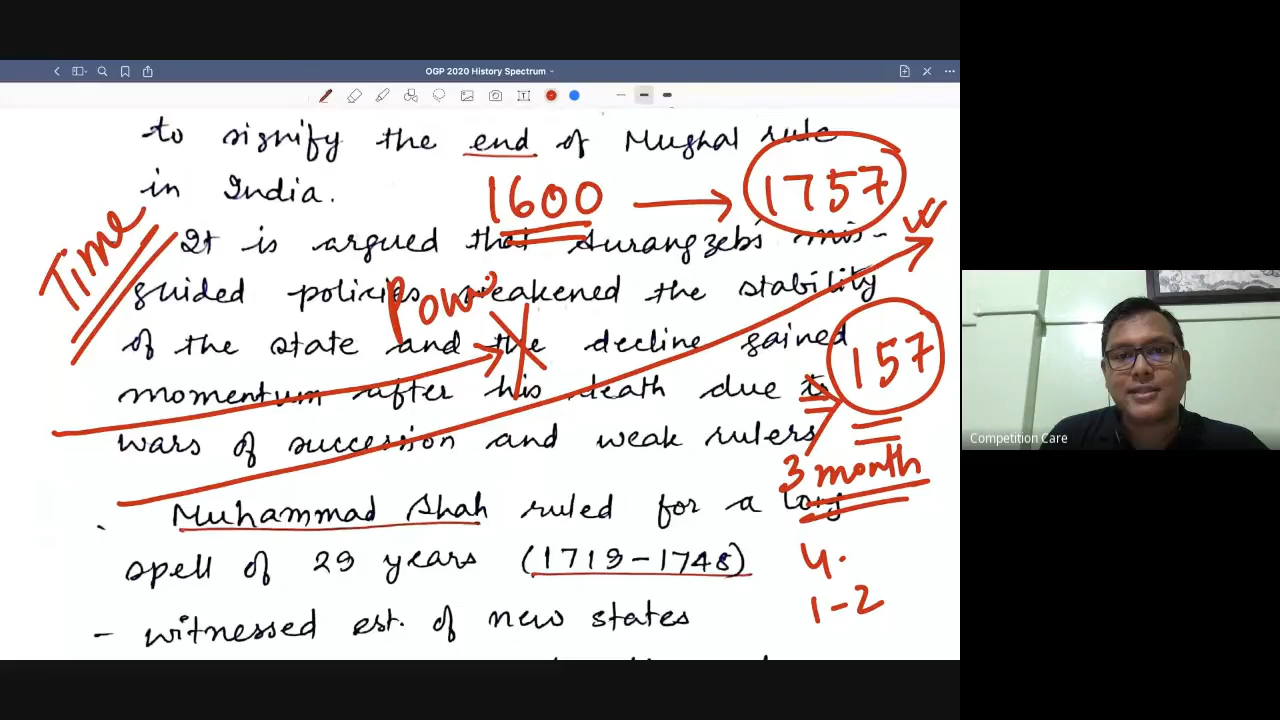 OGP 2020 History Spectrum
to signify the end of Mughal rule
in India.
1600 → 1757
Time
It is argued that Aurangzeb's mis-
guided policies weakened the stability
Power
of the state and the decline gained
157
momentum after his death due to
wars of succession and weak rulers
3 month
Muhammad Shah ruled for a long
spell of 29 years (1719-1748)
4.
1-2
- witnessed est. of new states
Competition Care